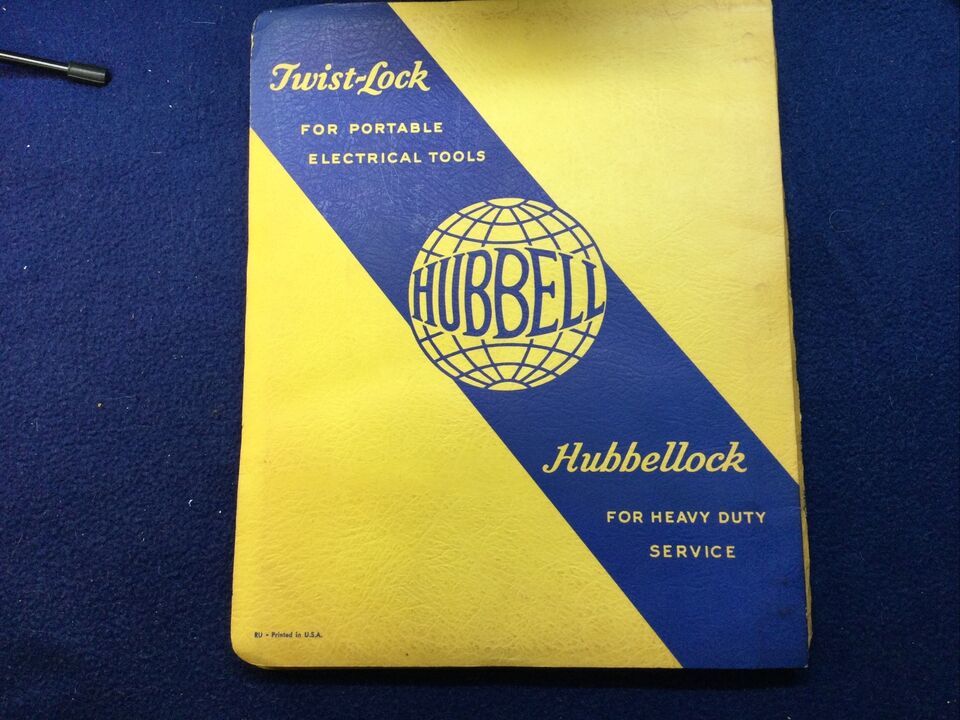 Twist-Lock
FOR PORTABLE
ELECTRICAL TOOLS
HUBBELL
Hubbellock
FOR HEAVY DUTY
SERVICE
RU - Printed in U.S.A.